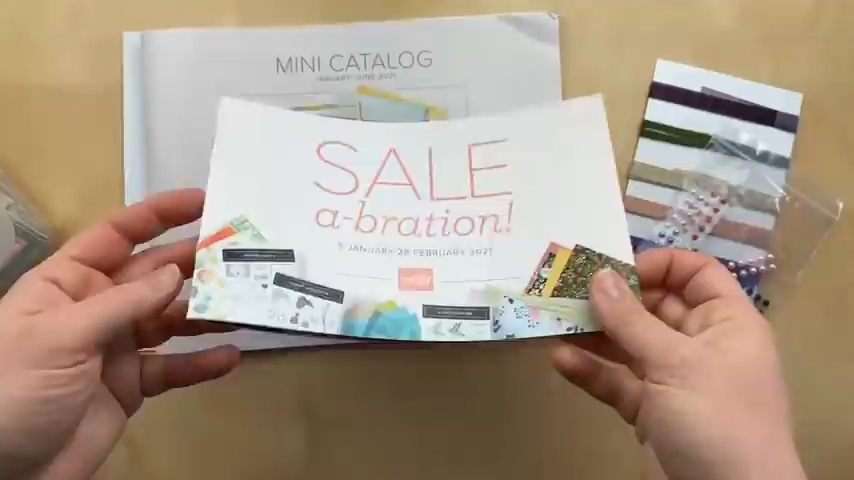 MINI CATALOG
JANUARY–JUNE 2021
SALE
a-bration!
5 JANUARY-28 FEBRUARY 2021